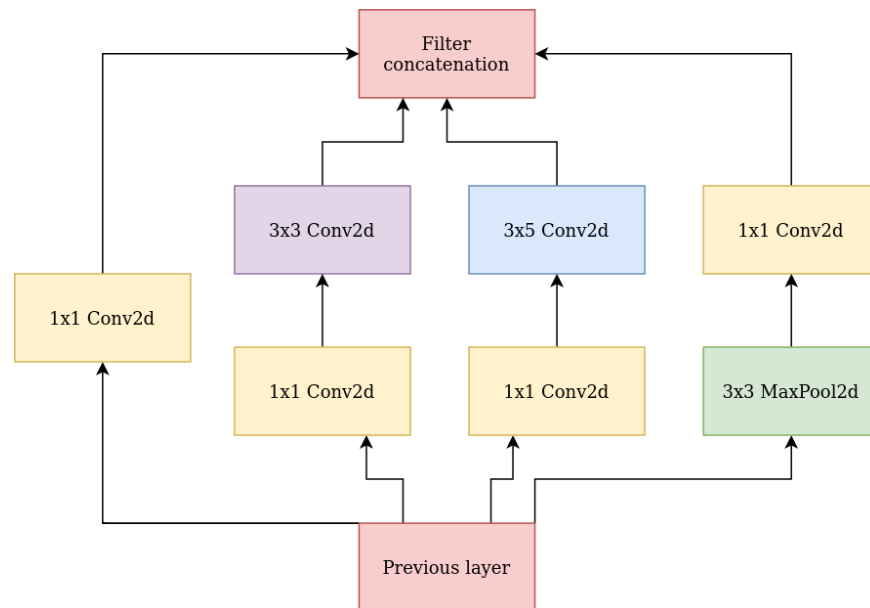 Filter
concatenation
3x3 Conv2d
3x5 Conv2d
1x1 Conv2d
1x1 Conv2d
1x1 Conv2d
1x1 Conv2d
3x3 MaxPool2d
Previous layer